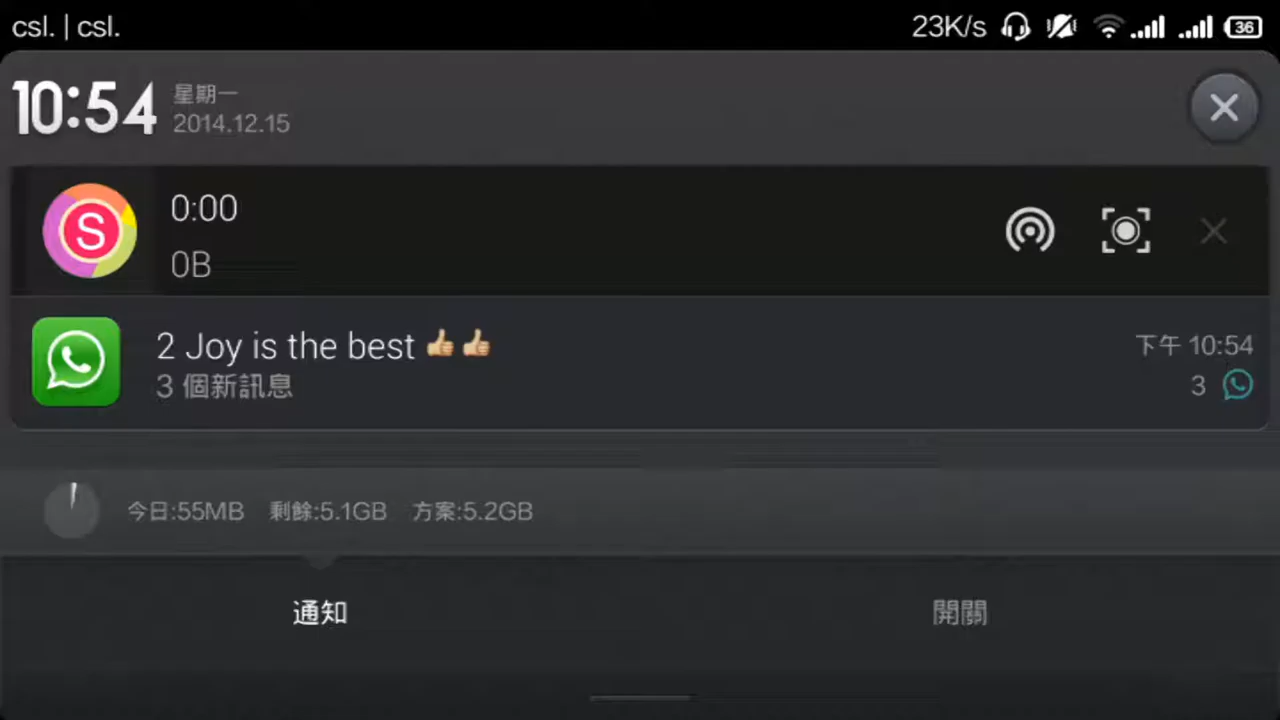 csl. | csl.
23K/s 36
10:54
星期一
2014.12.15
S
0:00
0B
2 Joy is the best 👍🏼👍🏼
下午 10:54
3 個新訊息
3
今日:55MB 剩餘:5.1GB 方案:5.2GB
通知
開關